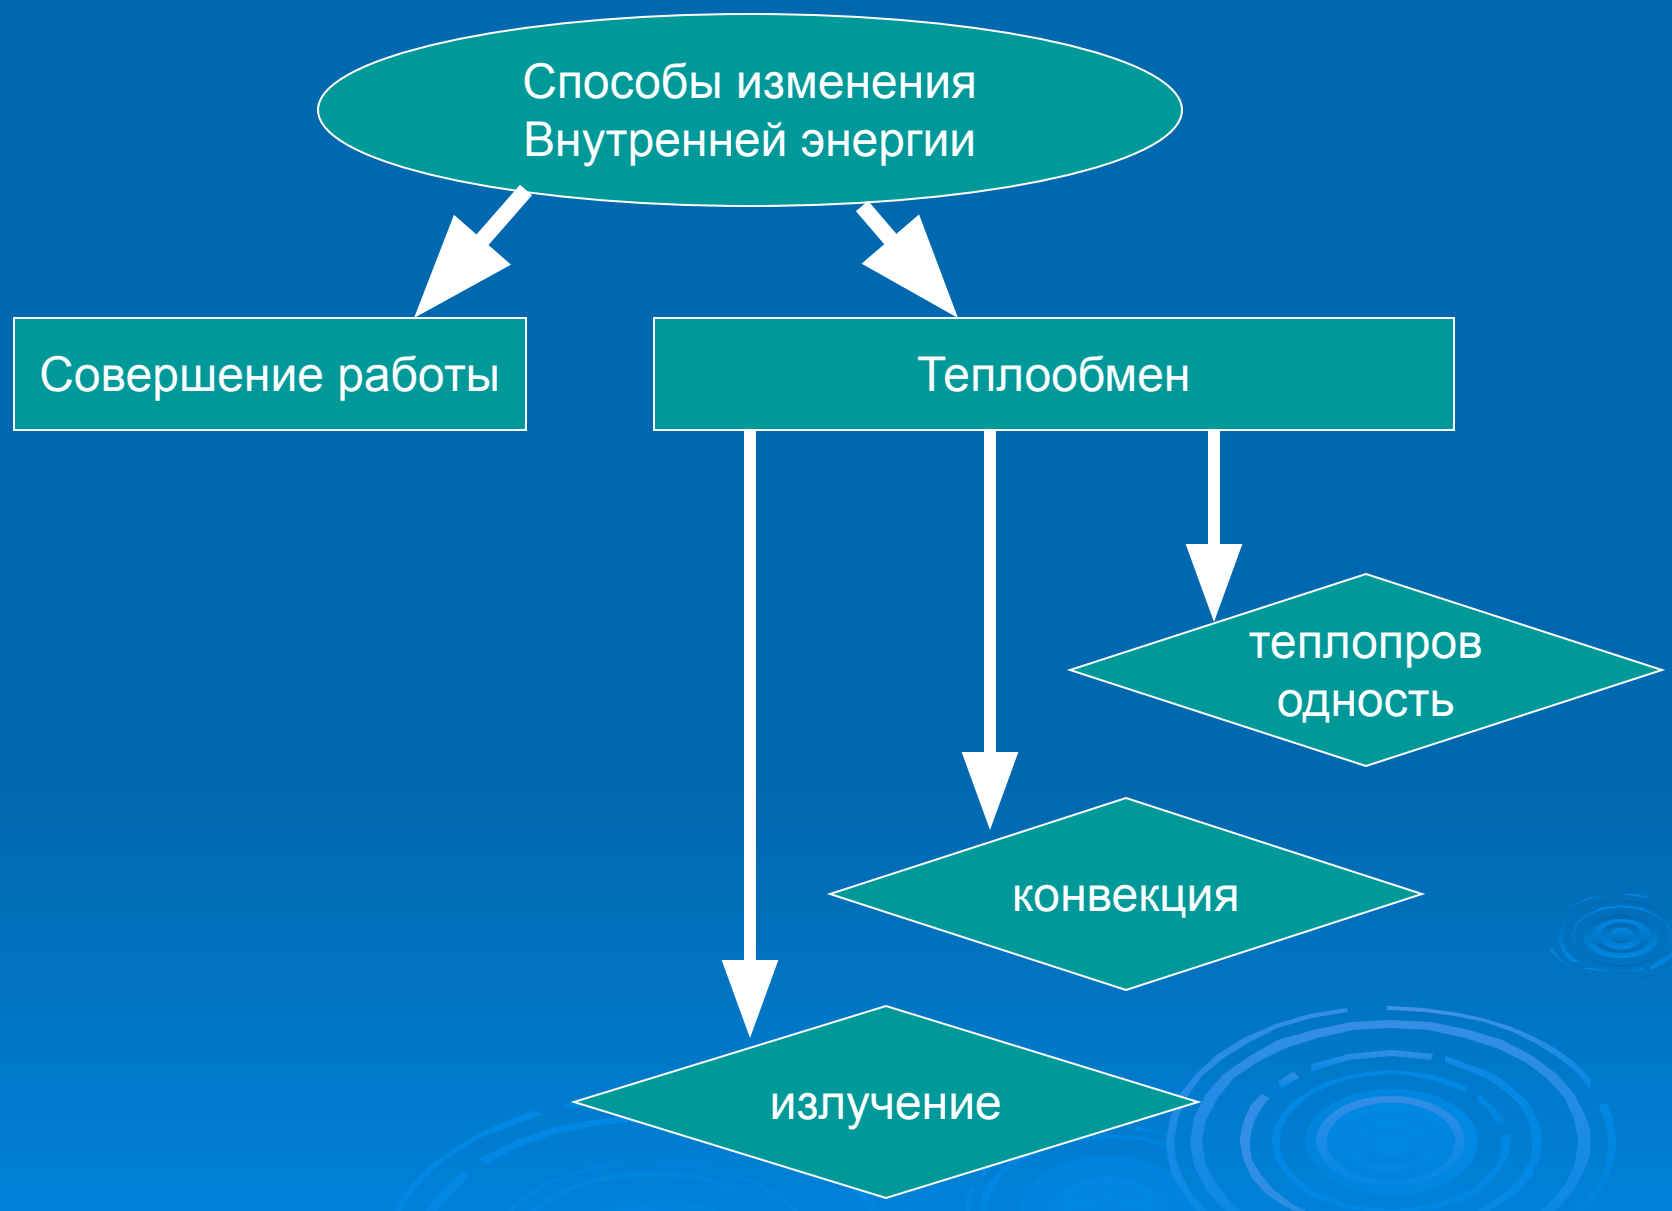 Способы изменения
Внутренней энергии
Совершение работы
Теплообмен
теплопров
одность
конвекция
излучение